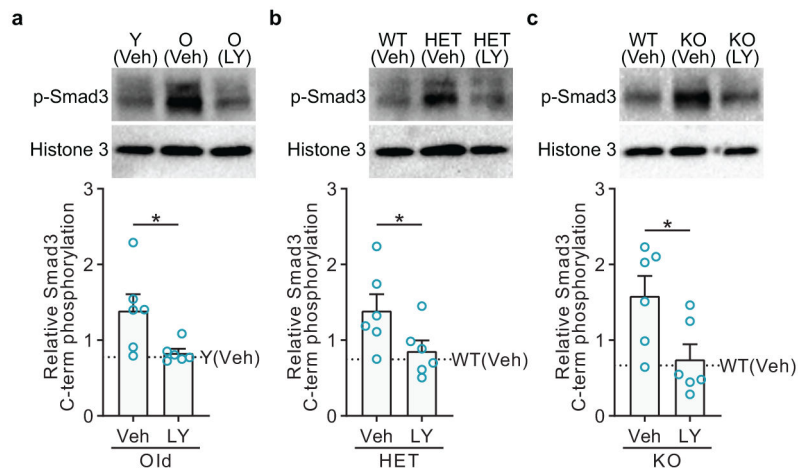 a
Y O O
(Veh) (Veh) (LY)
p-Smad3
Histone 3
Relative Smad3
C-term phosphorylation
3
2
1
0
*
Y(Veh)
Veh LY
Old
b
WT HET HET
(Veh) (Veh) (LY)
p-Smad3
Histone 3
Relative Smad3
C-term phosphorylation
3
2
1
0
*
WT(Veh)
Veh LY
HET
c
WT KO KO
(Veh) (Veh) (LY)
p-Smad3
Histone 3
Relative Smad3
C-term phosphorylation
3
2
1
0
*
WT(Veh)
Veh LY
KO